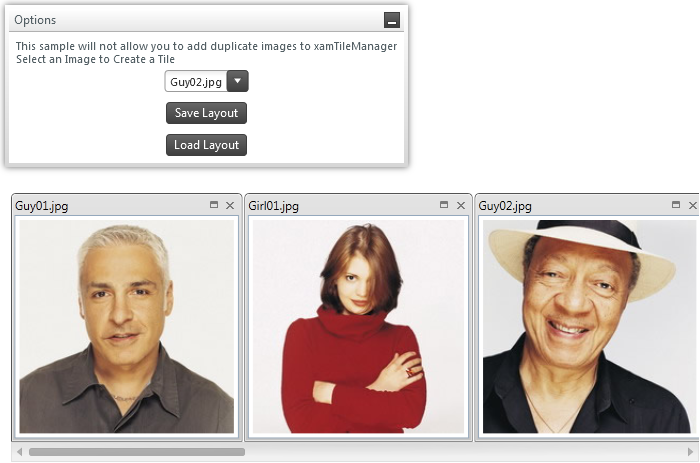 Options
This sample will not allow you to add duplicate images to xamTileManager
Select an Image to Create a Tile
Guy02.jpg
Save Layout
Load Layout
Guy01.jpg
Girl01.jpg
Guy02.jpg